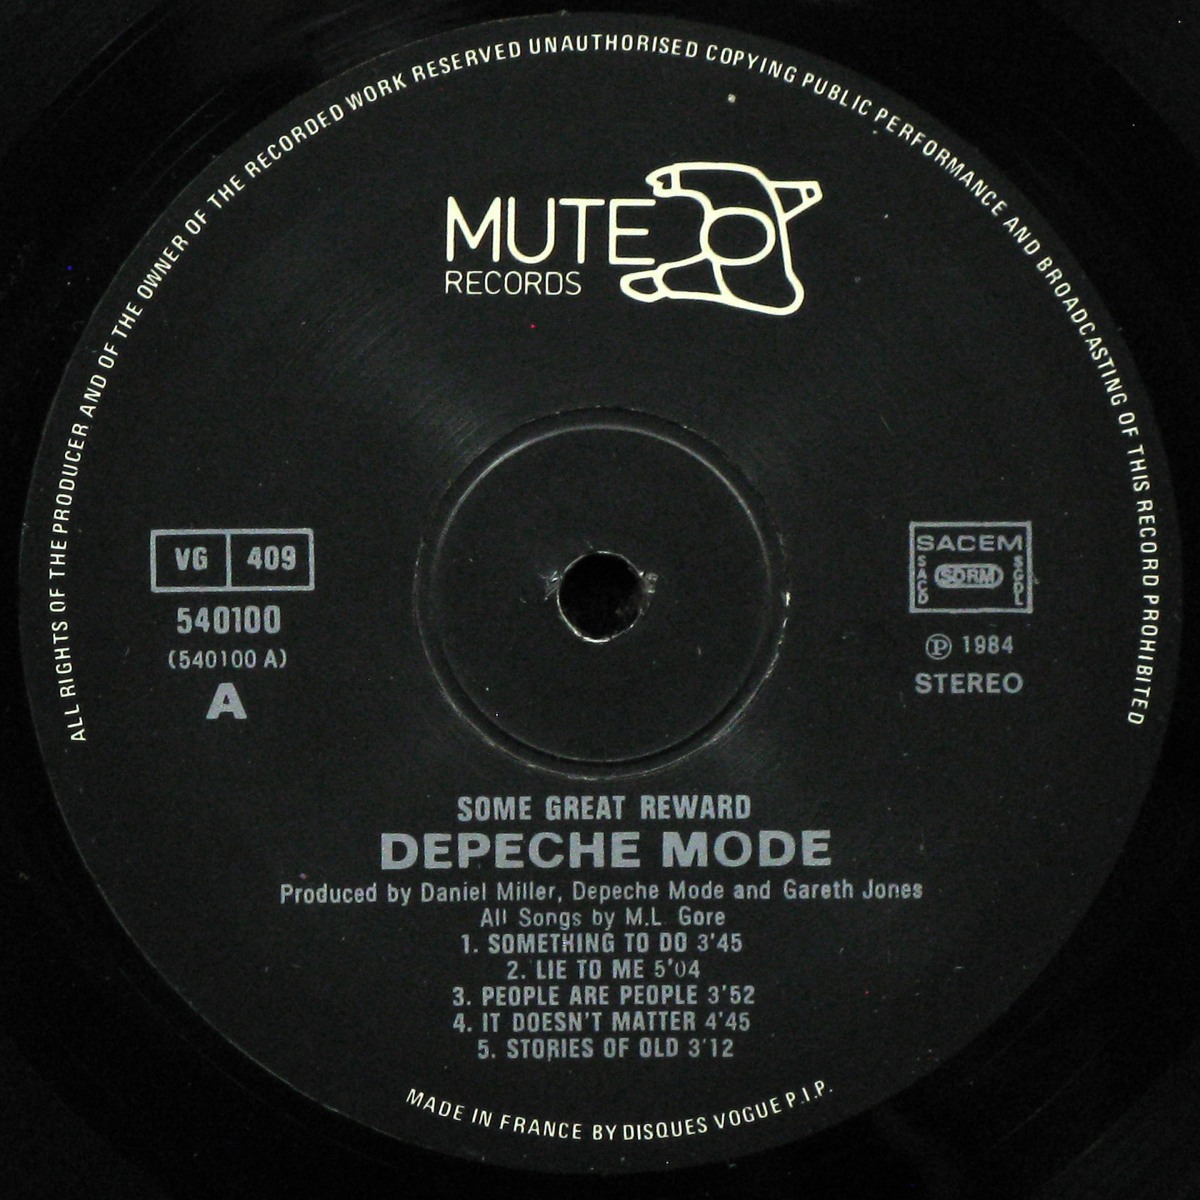 ALL RIGHTS OF THE PRODUCER AND OF THE OWNER OF THE RECORDED WORK RESERVED UNAUTHORISED COPYING PUBLIC PERFORMANCE AND BROADCASTING OF THIS RECORD PROHIBITED
MUTE
RECORDS
VG 409
540100
(540100 A)
A
SACEM
SACD SDRM SGDL
Ⓟ 1984
STEREO
SOME GREAT REWARD
DEPECHE MODE
Produced by Daniel Miller, Depeche Mode and Gareth Jones
All Songs by M.L Gore
1. SOMETHING TO DO 3'45
2. LIE TO ME 5'04
3. PEOPLE ARE PEOPLE 3'52
4. IT DOESN'T MATTER 4'45
5. STORIES OF OLD 3'12
MADE IN FRANCE BY DISQUES VOGUE P.I.P.